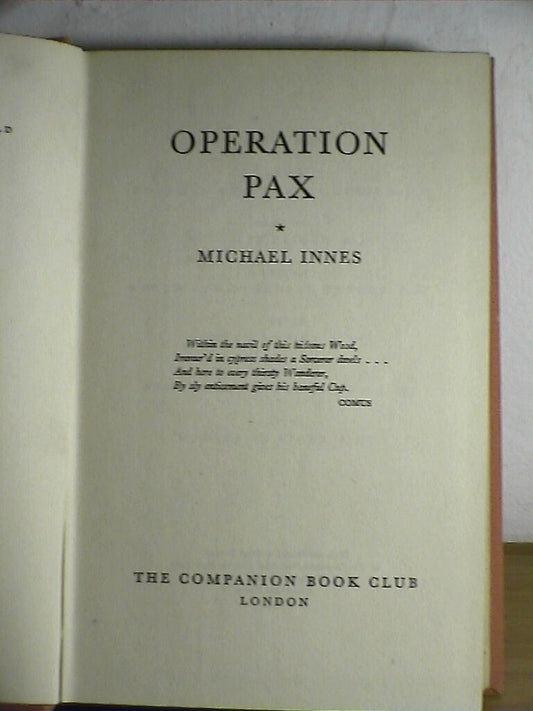 OPERATION
PAX
★
MICHAEL INNES
Within the navil of this hideous Wood,
Immur'd in cypress shades a Sorcerer dwels . . .
And here to every thirsty Wanderer,
By sly enticement gives his baneful Cup.
COMUS
THE COMPANION BOOK CLUB
LONDON